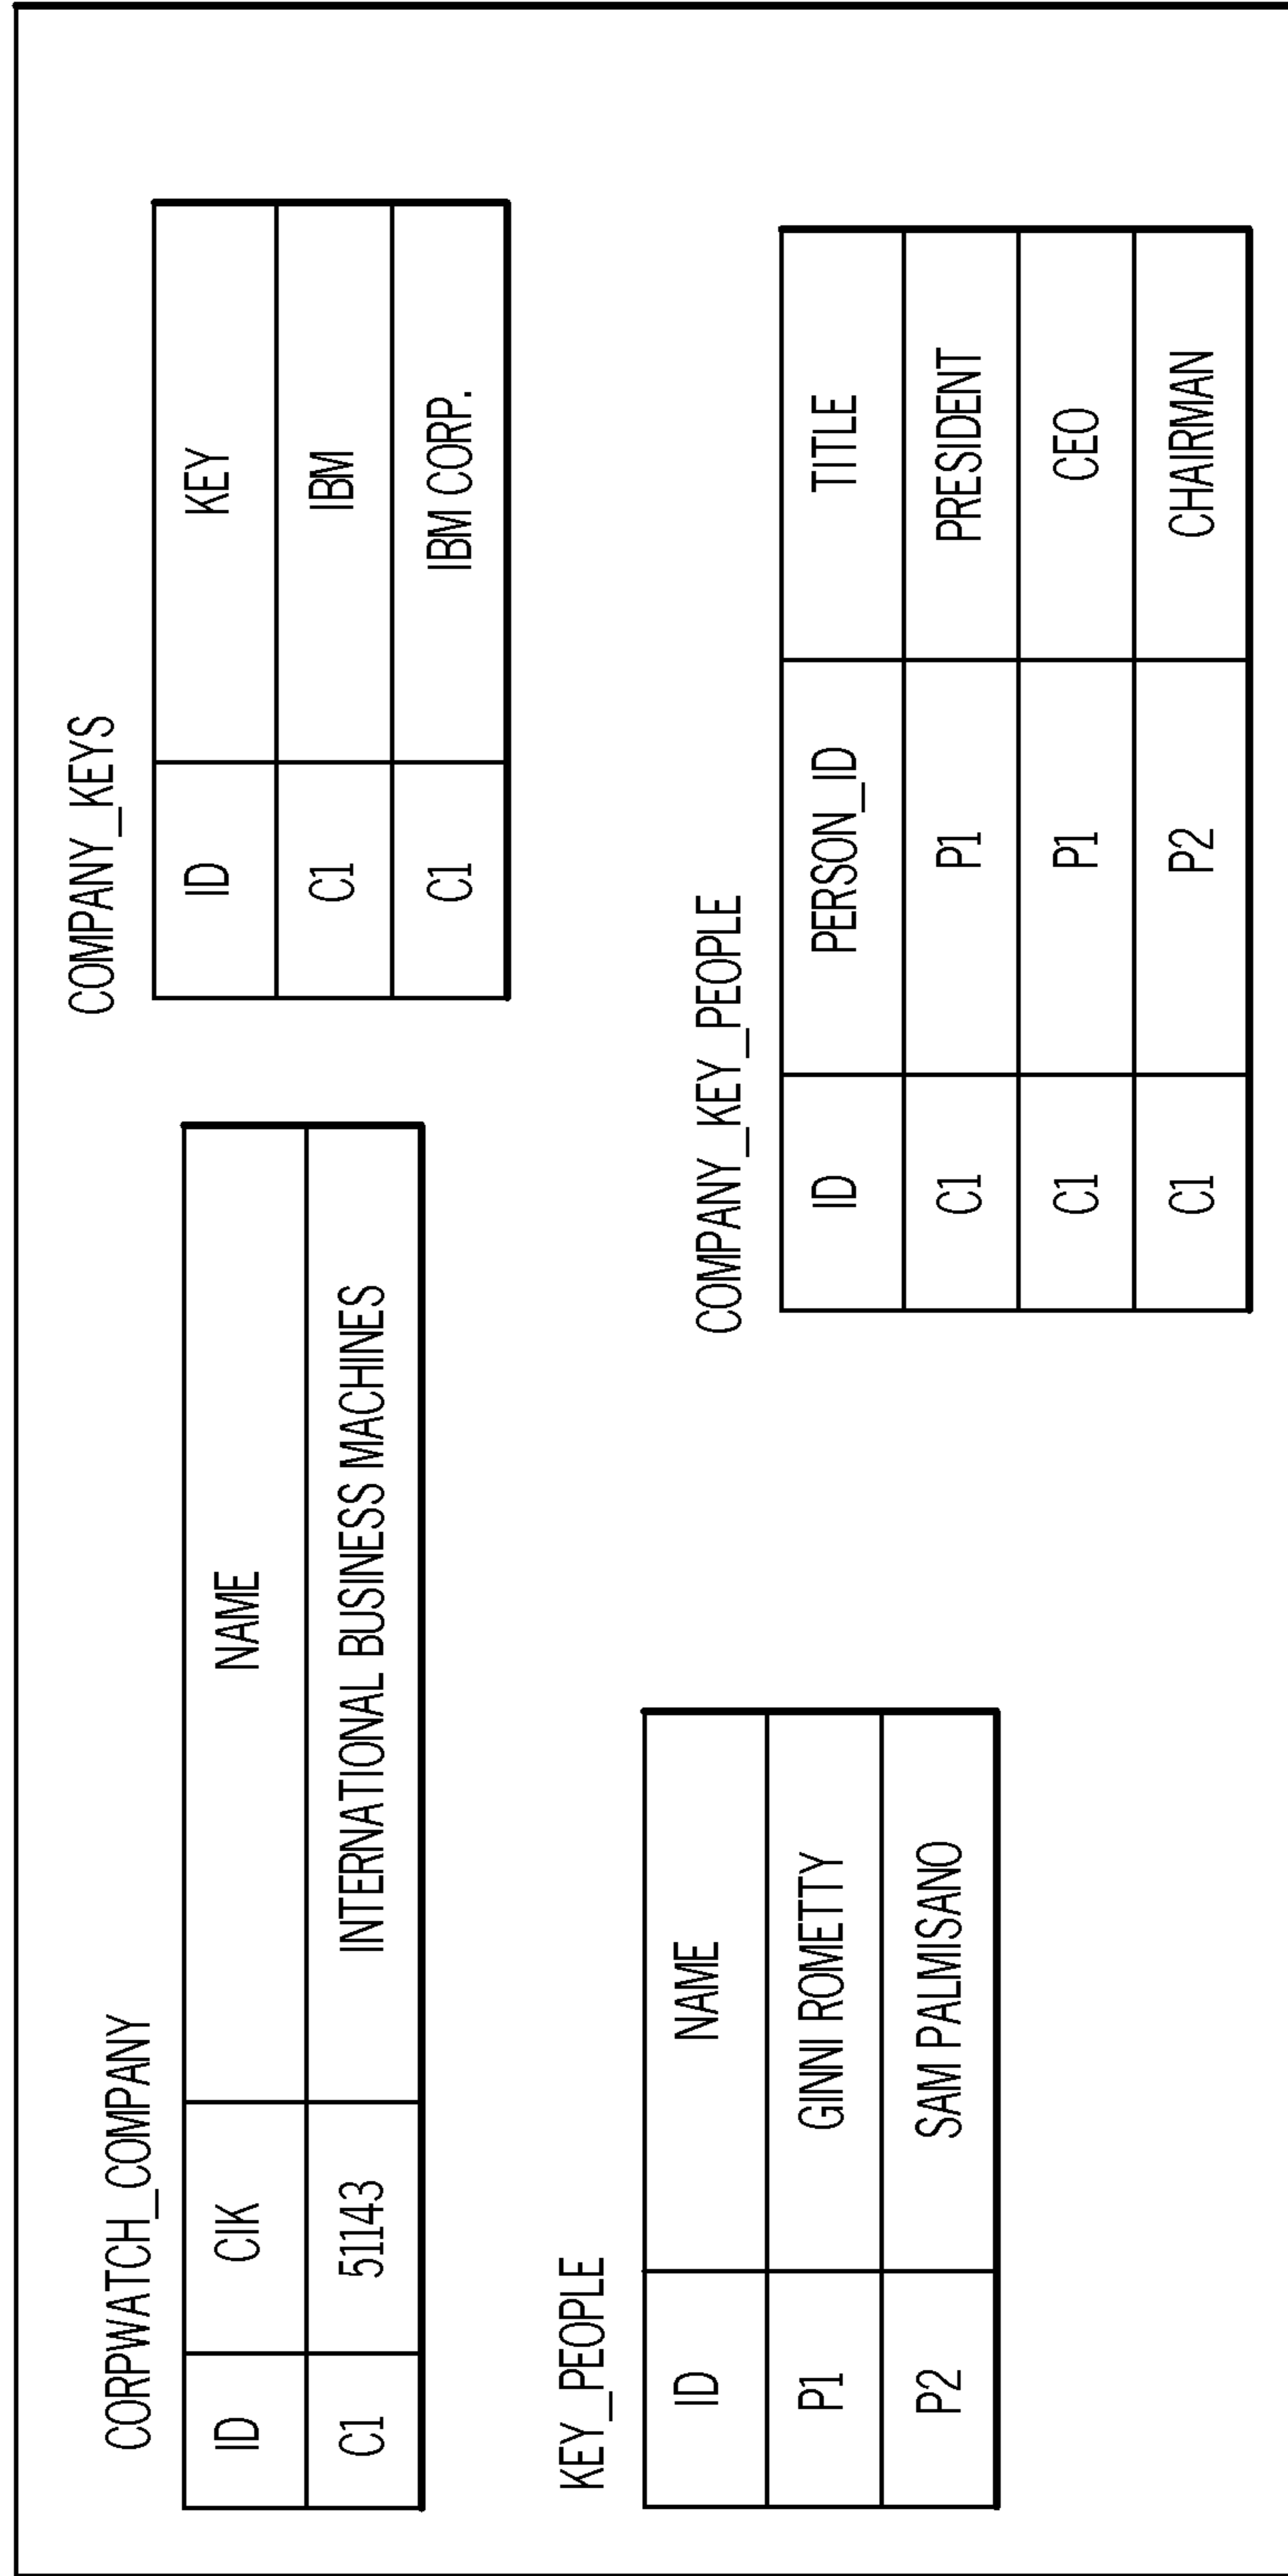 CORPWATCH_COMPANY
ID CIK NAME
C1 51143 INTERNATIONAL BUSINESS MACHINES
COMPANY_KEYS
ID KEY
C1 IBM
C1 IBM CORP.
KEY_PEOPLE
ID NAME
P1 GINNI ROMETTY
P2 SAM PALMISANO
COMPANY_KEY_PEOPLE
ID PERSON_ID TITLE
C1 P1 PRESIDENT
C1 P1 CEO
C1 P2 CHAIRMAN